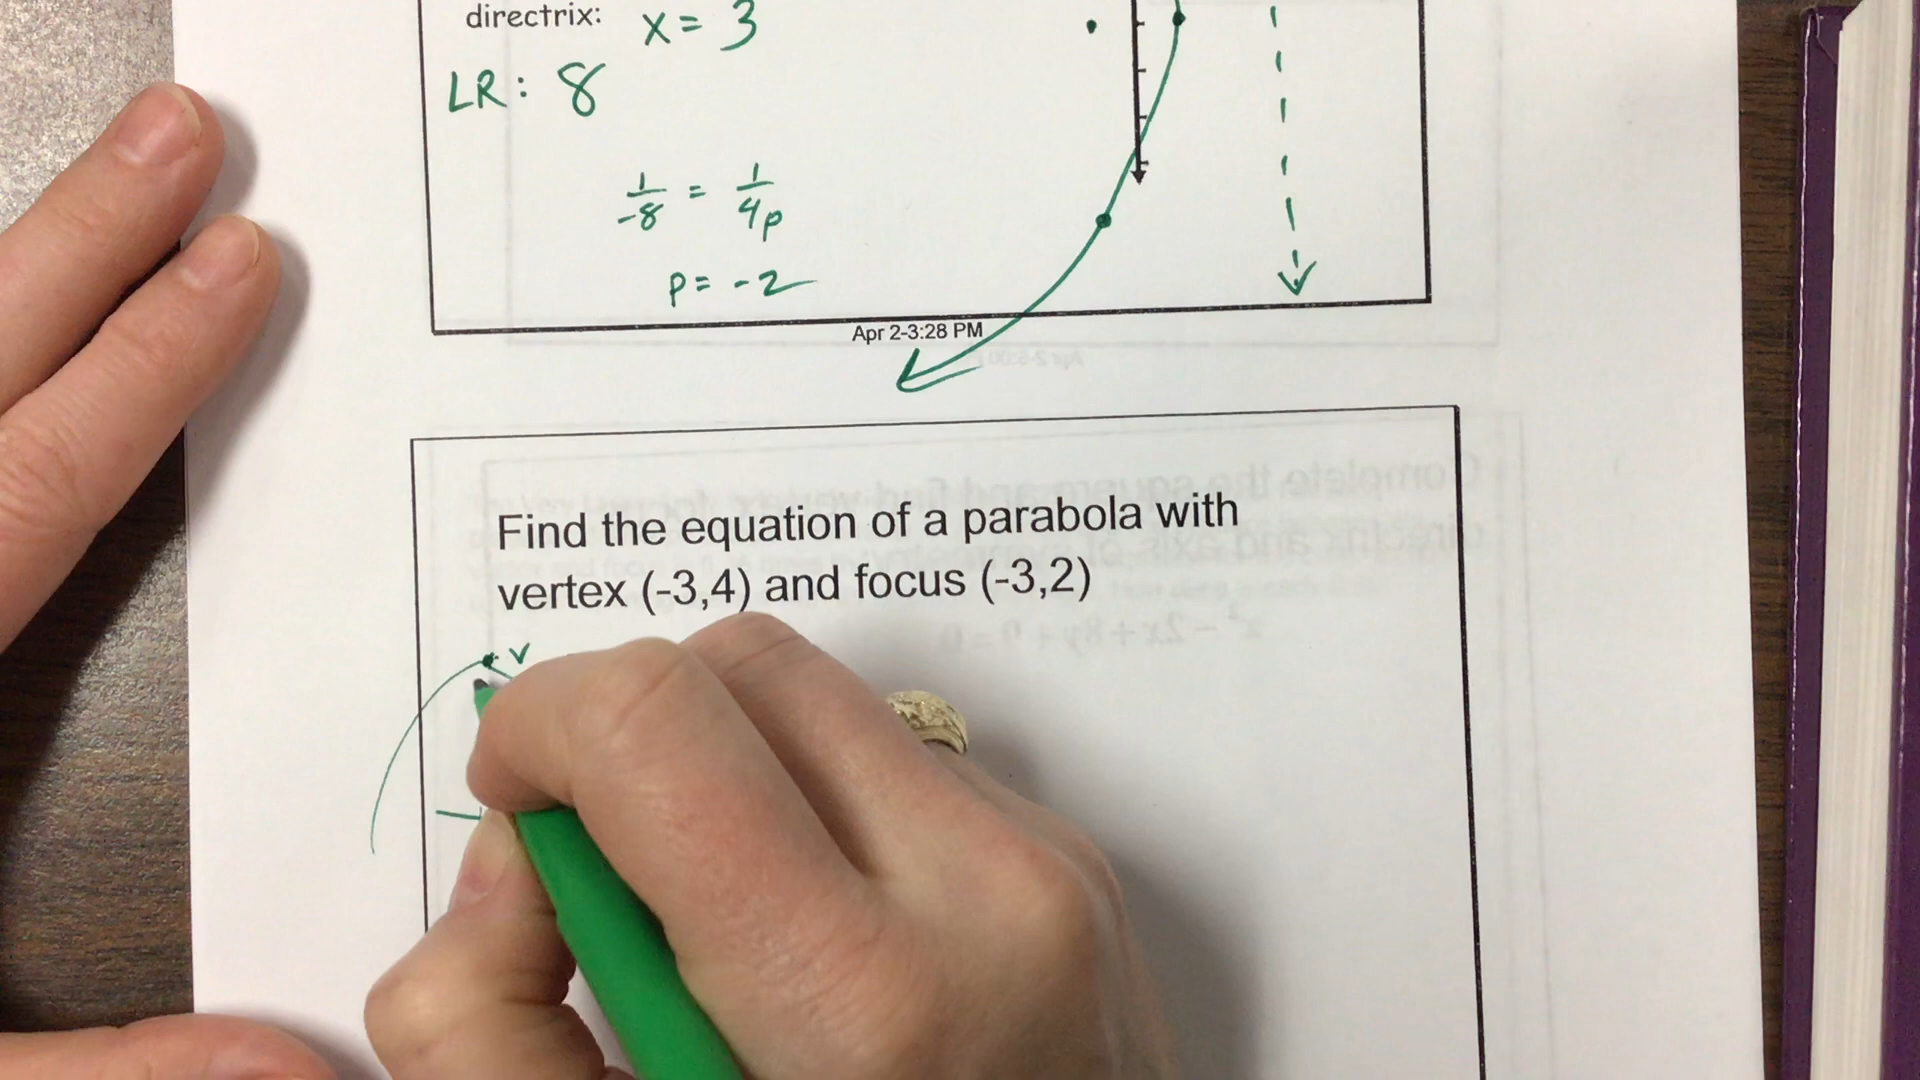 directrix: x = 3
LR: 8
1/-8 = 1/4p
p = -2
Apr 2-3:28 PM
Find the equation of a parabola with
vertex (-3,4) and focus (-3,2)
V